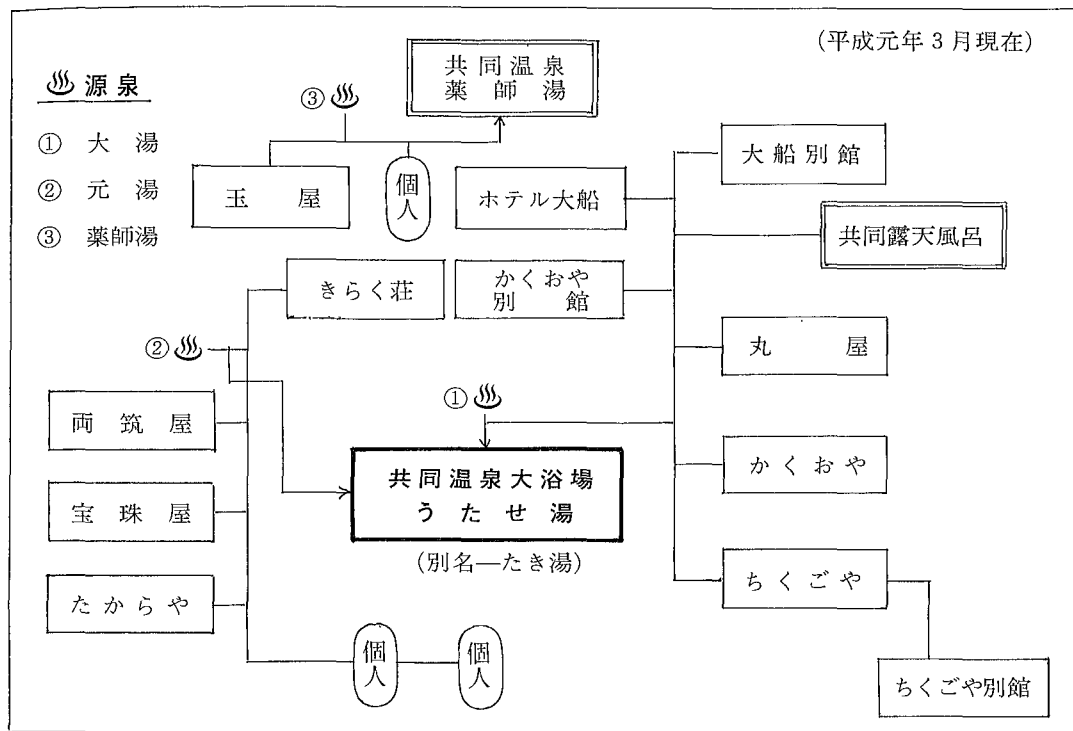 (平成元年3月現在)
♨ 源泉
① 大湯
② 元湯
③ 薬師湯
③ ♨
共同温泉
薬師湯
玉屋
個人
ホテル大船
大船別館
共同露天風呂
きらく荘
かくおや
別館
② ♨
丸屋
① ♨
両筑屋
共同温泉大浴場
うたせ湯
(別名―たき湯)
かくおや
宝珠屋
たからや
ちくごや
個人
個人
ちくごや別館